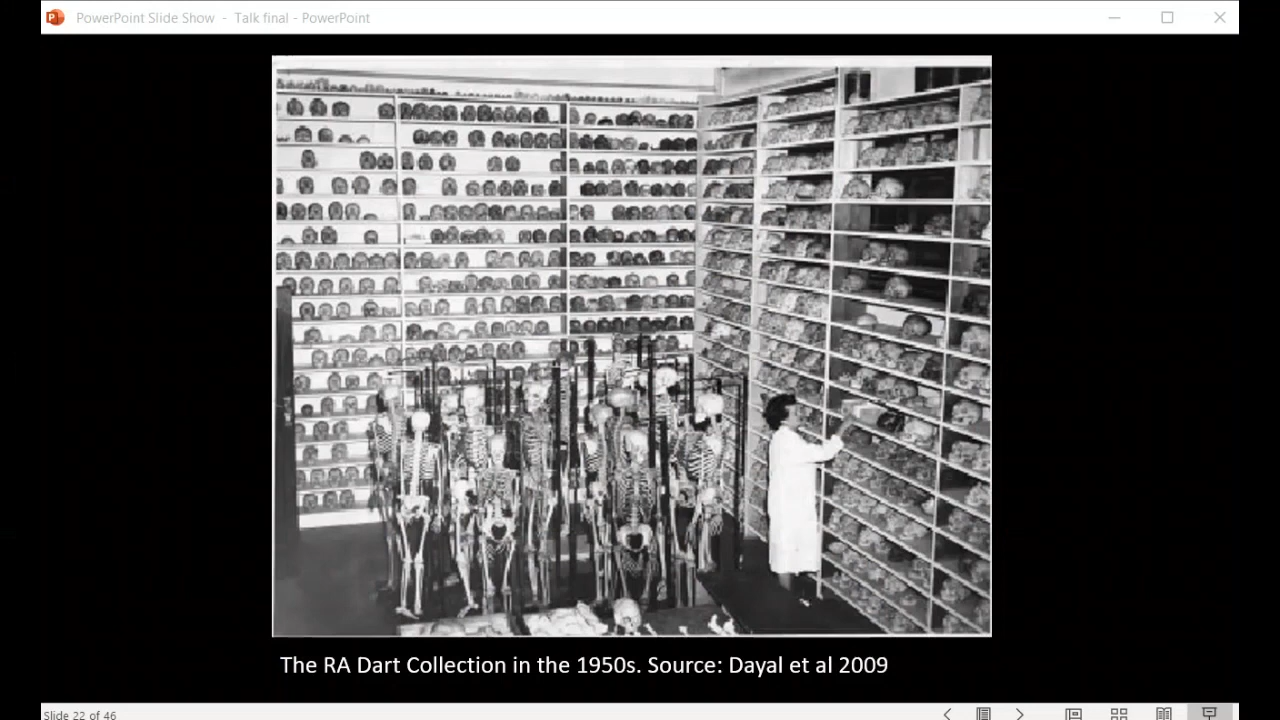 PowerPoint Slide Show - Talk final - PowerPoint
The RA Dart Collection in the 1950s. Source: Dayal et al 2009
Slide 22 of 46